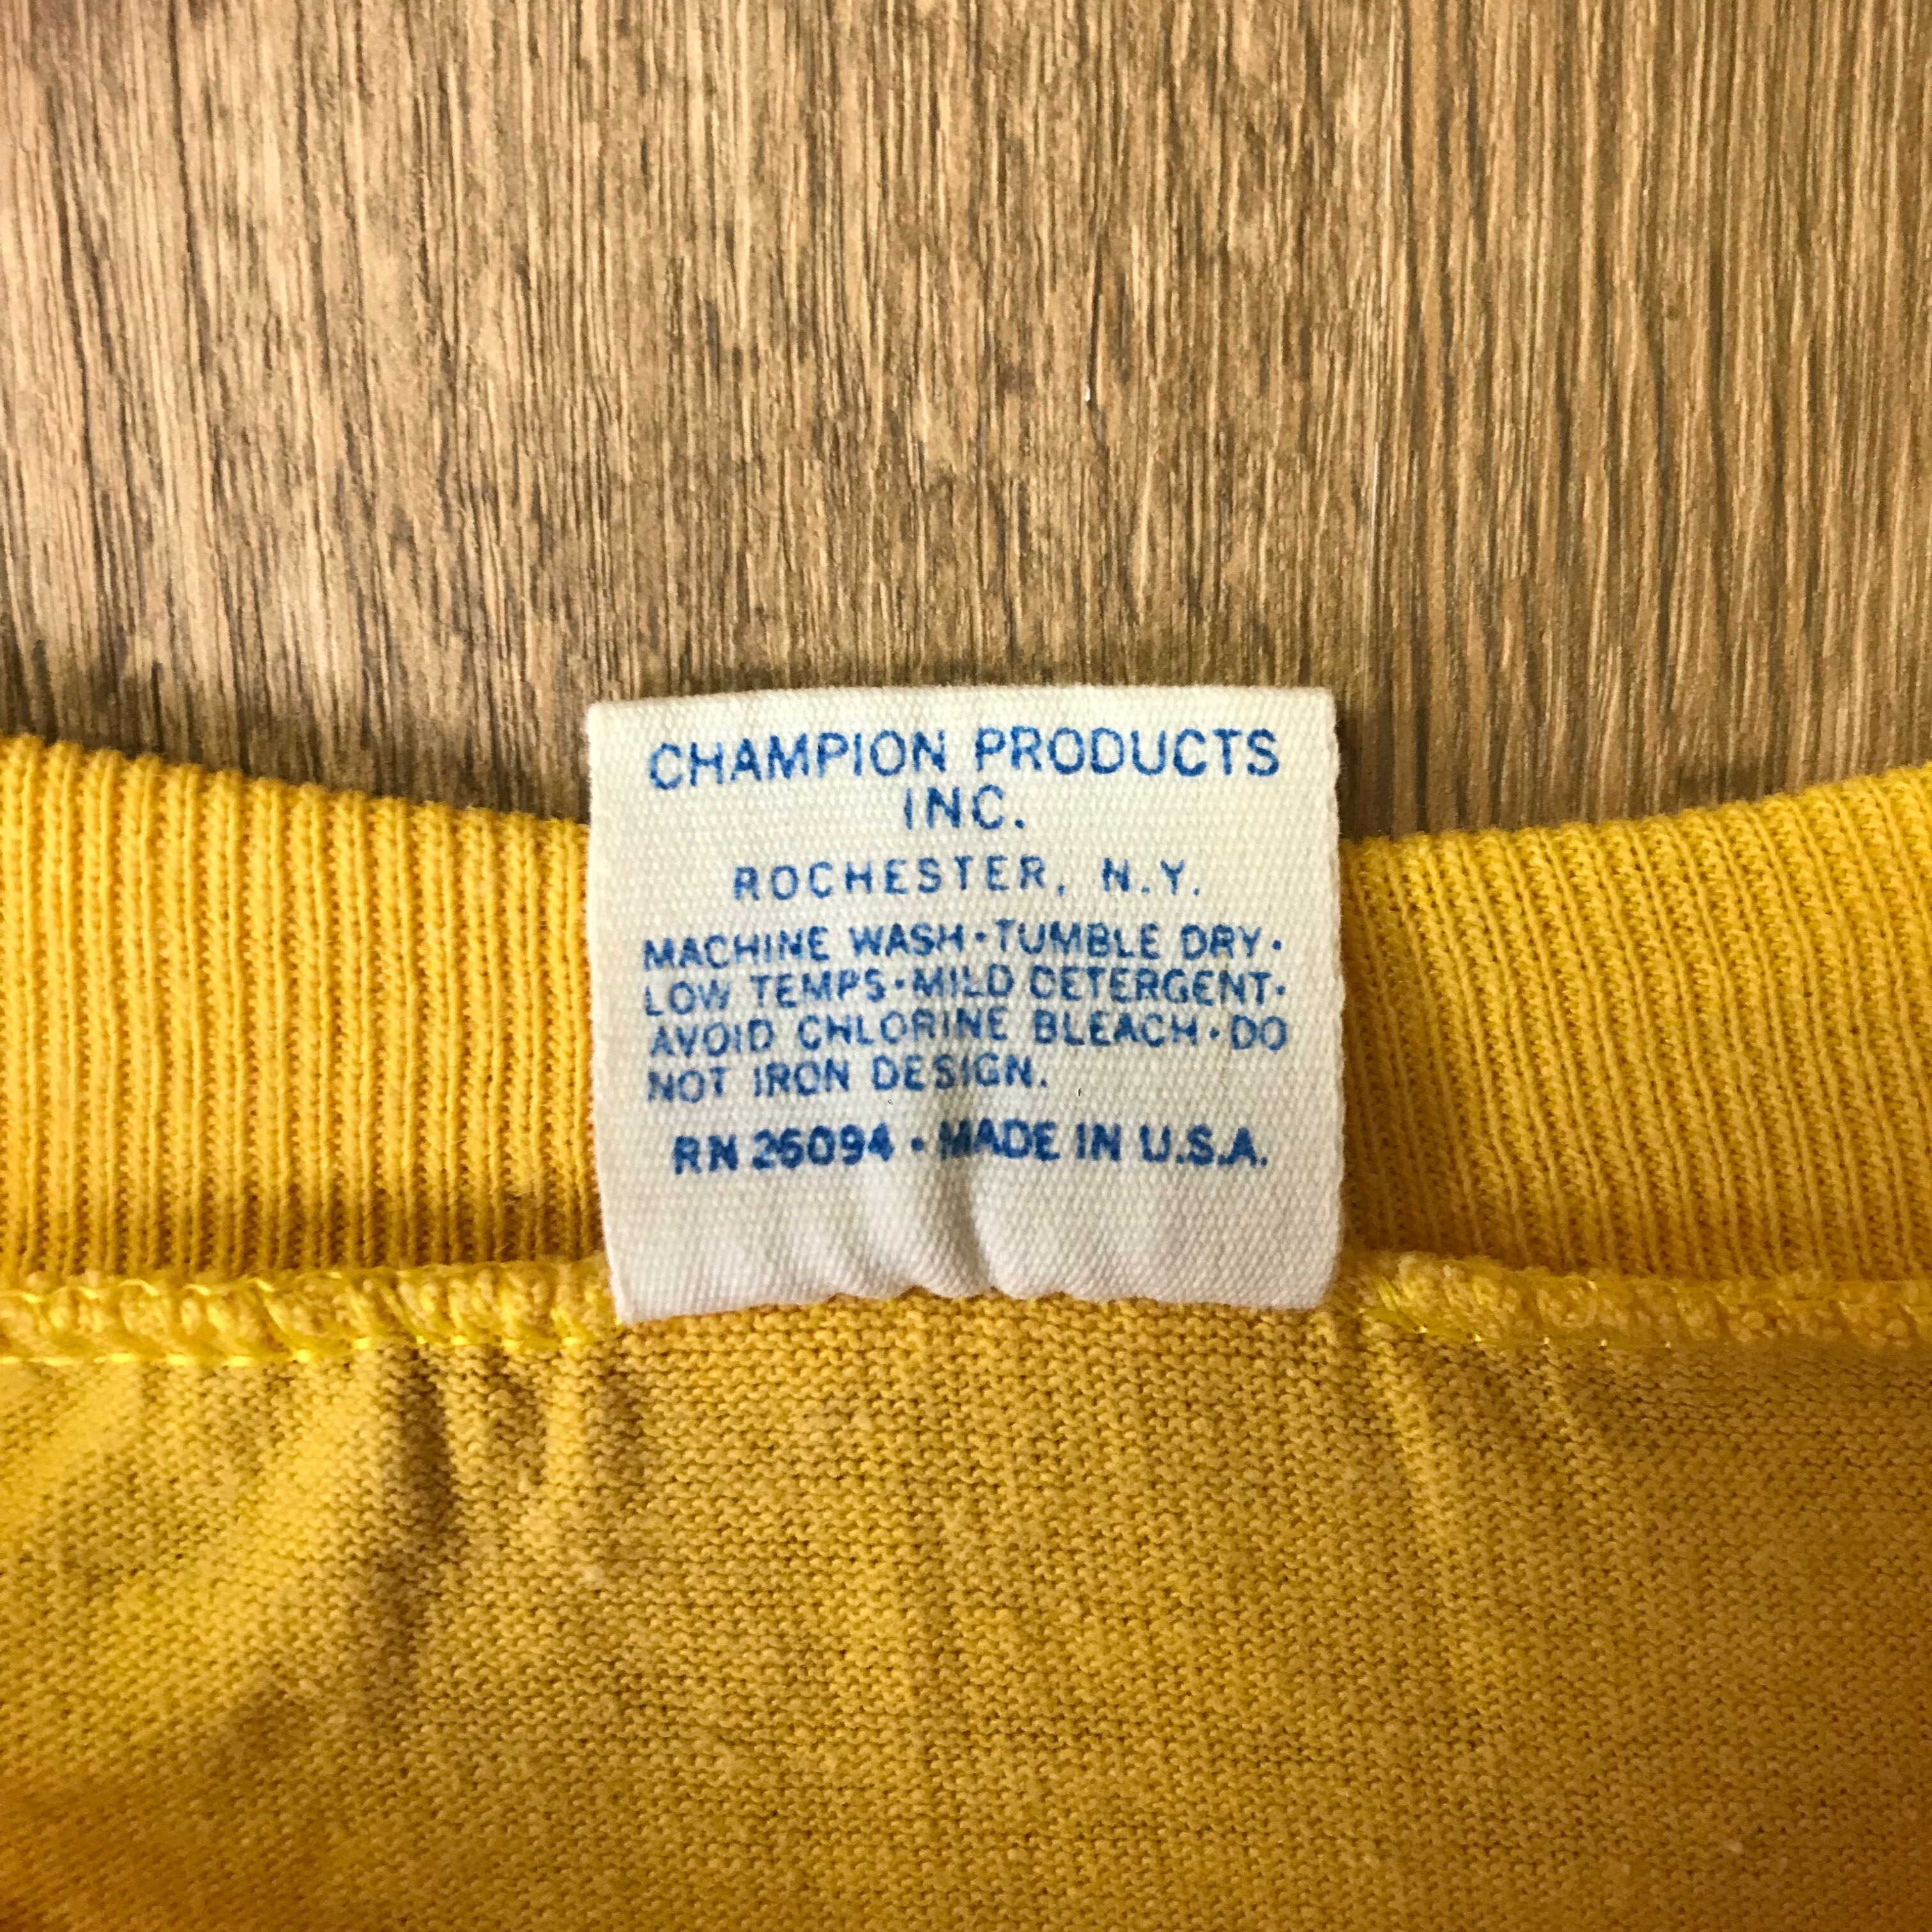 CHAMPION PRODUCTS
INC.
ROCHESTER, N.Y.
MACHINE WASH·TUMBLE DRY·
LOW TEMPS·MILD DETERGENT·
AVOID CHLORINE BLEACH·DO
NOT IRON DESIGN.
RN 26094 · MADE IN U.S.A.